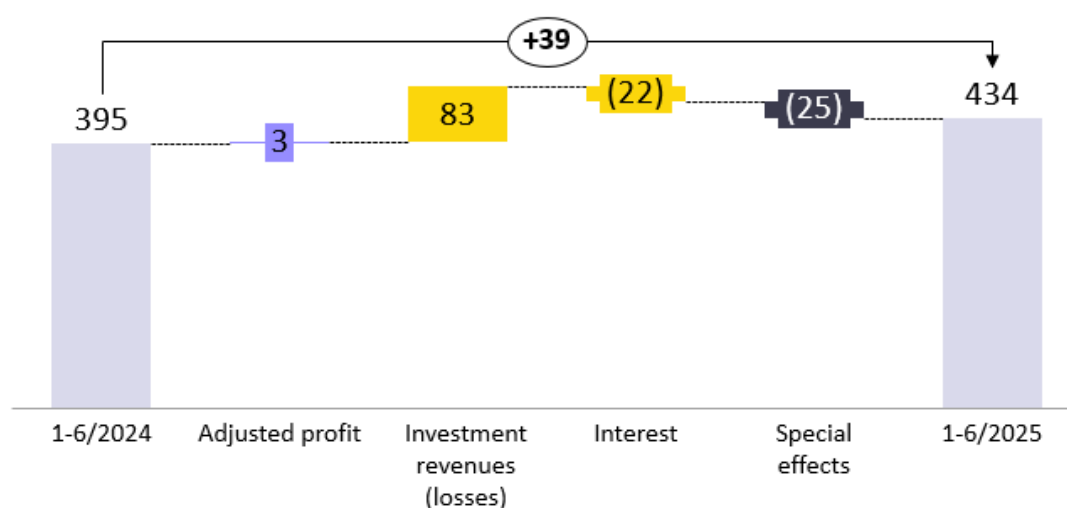 +39
395
3
83
(22)
(25)
434
1-6/2024
Adjusted profit
Investment
revenues
(losses)
Interest
Special
effects
1-6/2025